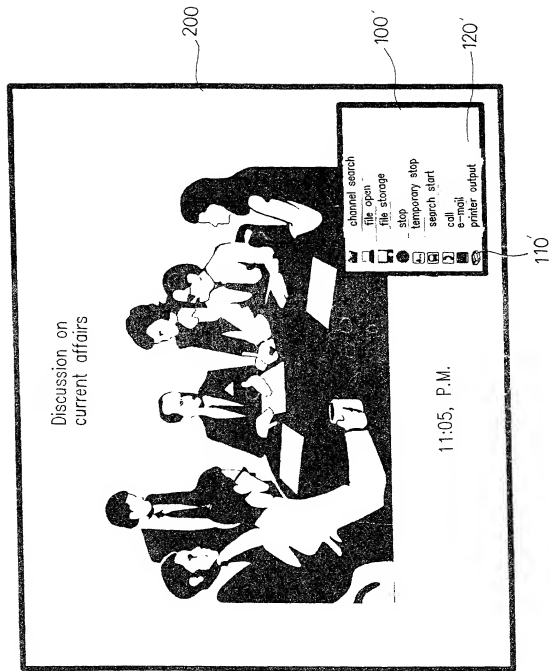 Discussion on
current affairs
channel search
file open
file storage
stop
temporary stop
search start
call
e-mail
printer output
11:05, P.M.
200
100′
120′
110′